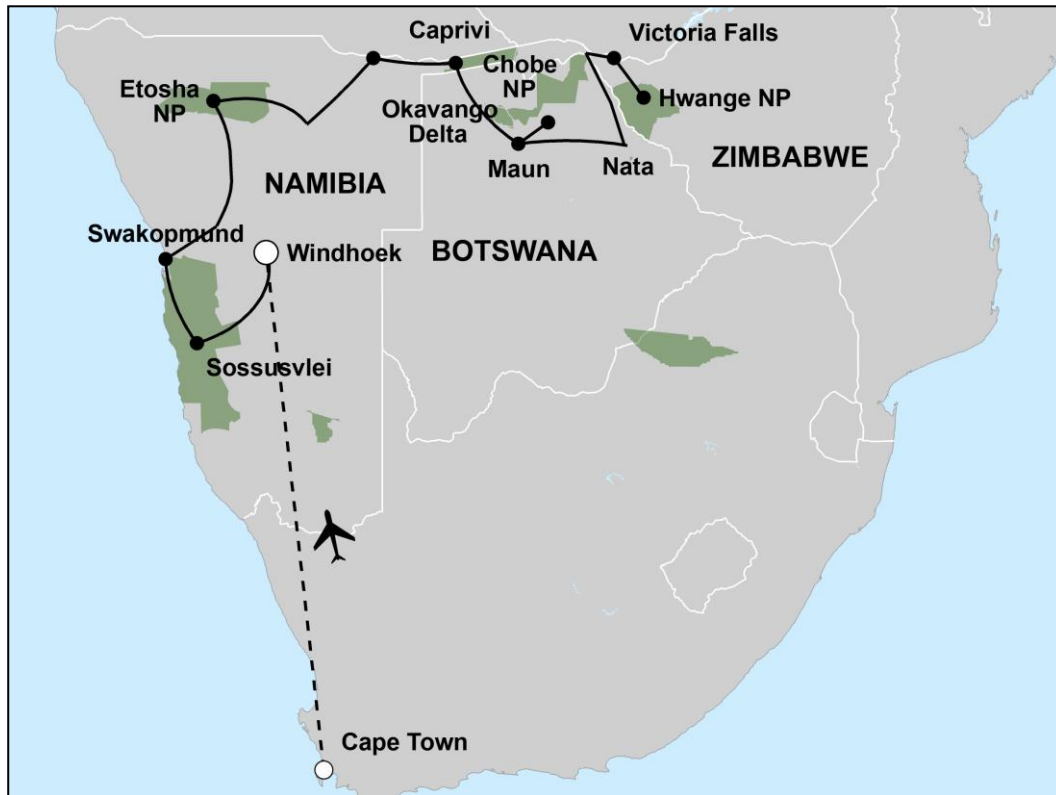 Caprivi
Victoria Falls
Etosha
NP
Chobe
NP
Hwange NP
Okavango
Delta
Maun
Nata
ZIMBABWE
NAMIBIA
Swakopmund
Windhoek
BOTSWANA
Sossusvlei
Cape Town